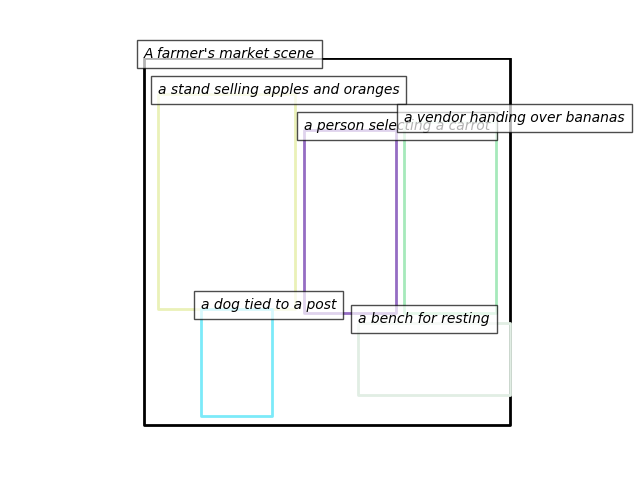 A farmer's market scene
a stand selling apples and oranges
a vendor handing over bananas
a person selecting a carrot
a dog tied to a post
a bench for resting